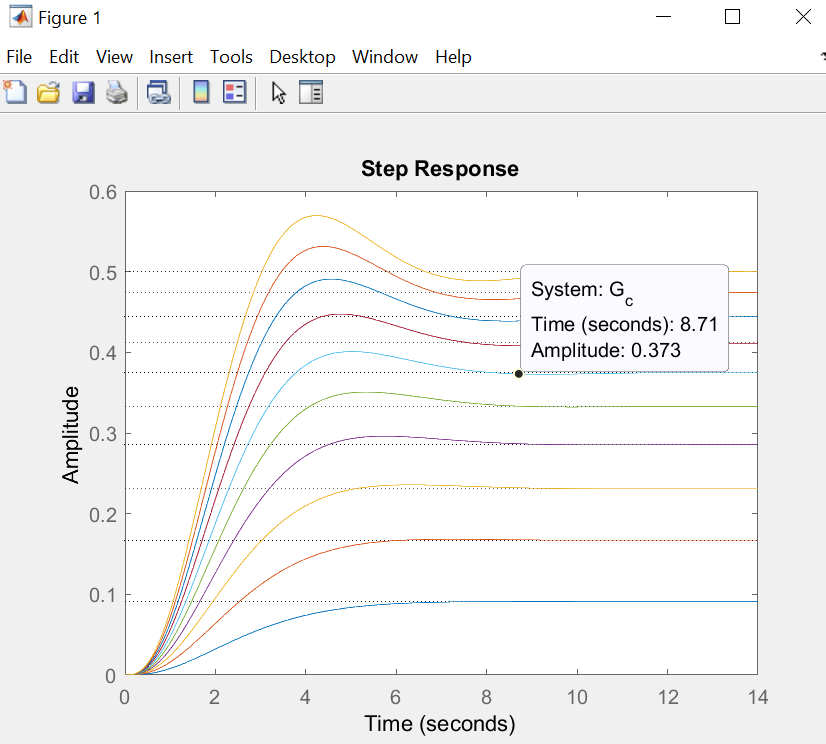 Figure 1
File Edit View Insert Tools Desktop Window Help
Step Response
0.6
0.5
0.4
0.3
0.2
0.1
0
Amplitude
System: Gc
Time (seconds): 8.71
Amplitude: 0.373
0 2 4 6 8 10 12 14
Time (seconds)